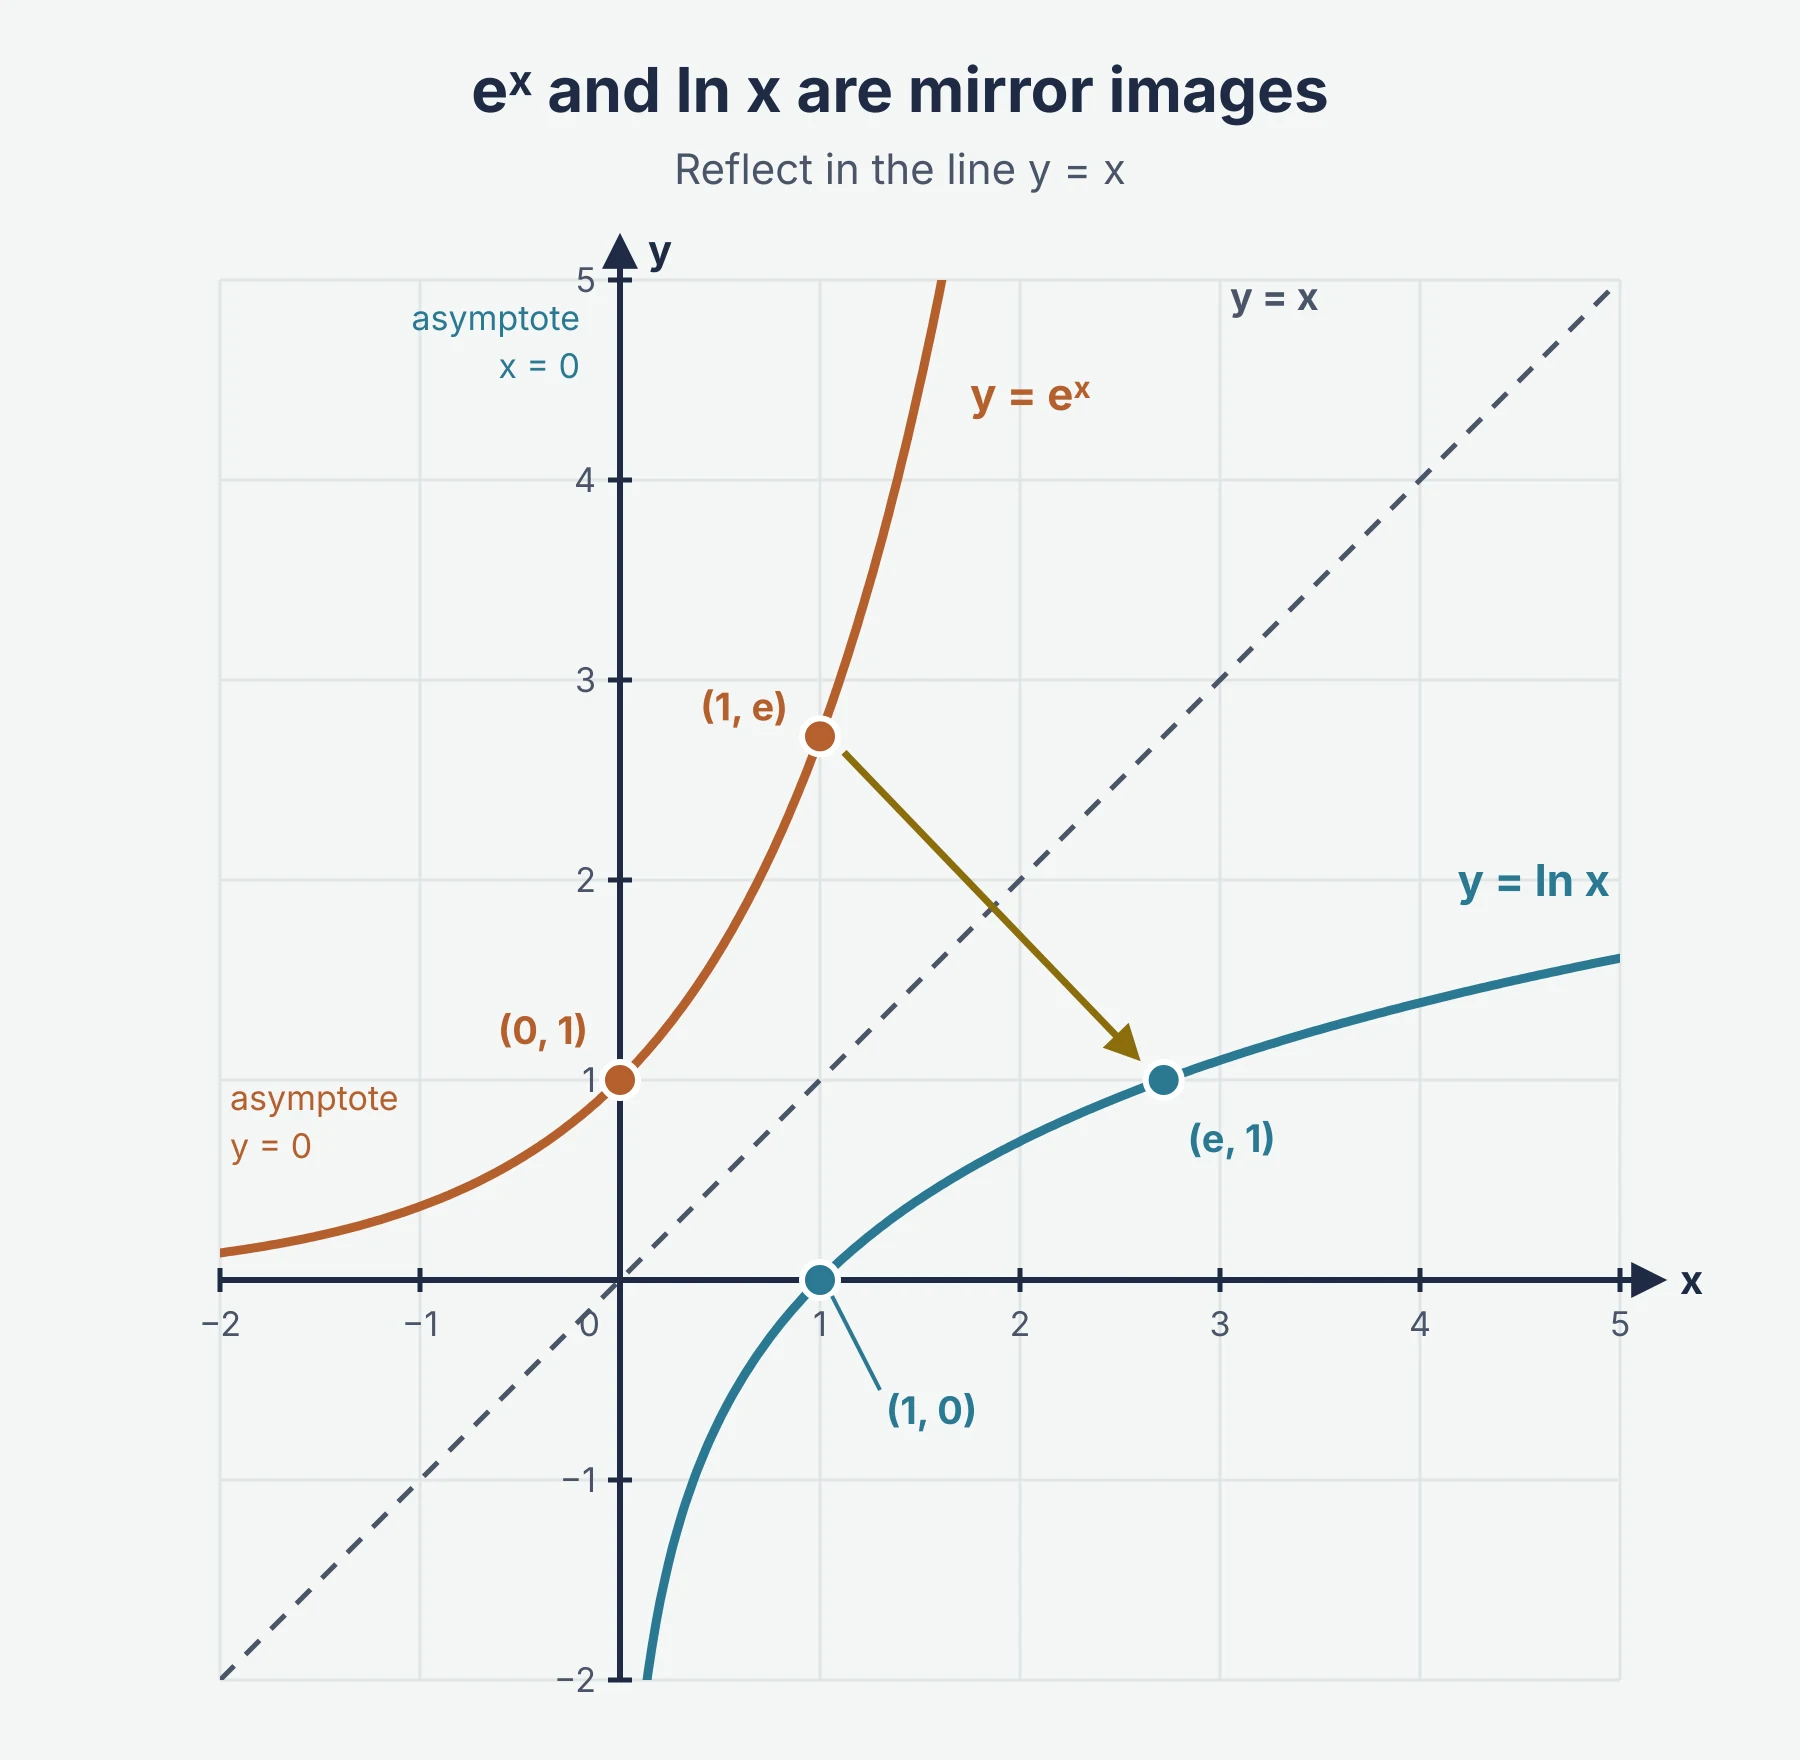 eˣ and ln x are mirror images
Reflect in the line y = x
y
5
y = x
asymptote
x = 0
y = eˣ
4
3
(1, e)
2
y = ln x
(0, 1)
1
asymptote
y = 0
(e, 1)
x
−2
−1
0
1
2
3
4
5
(1, 0)
−1
−2